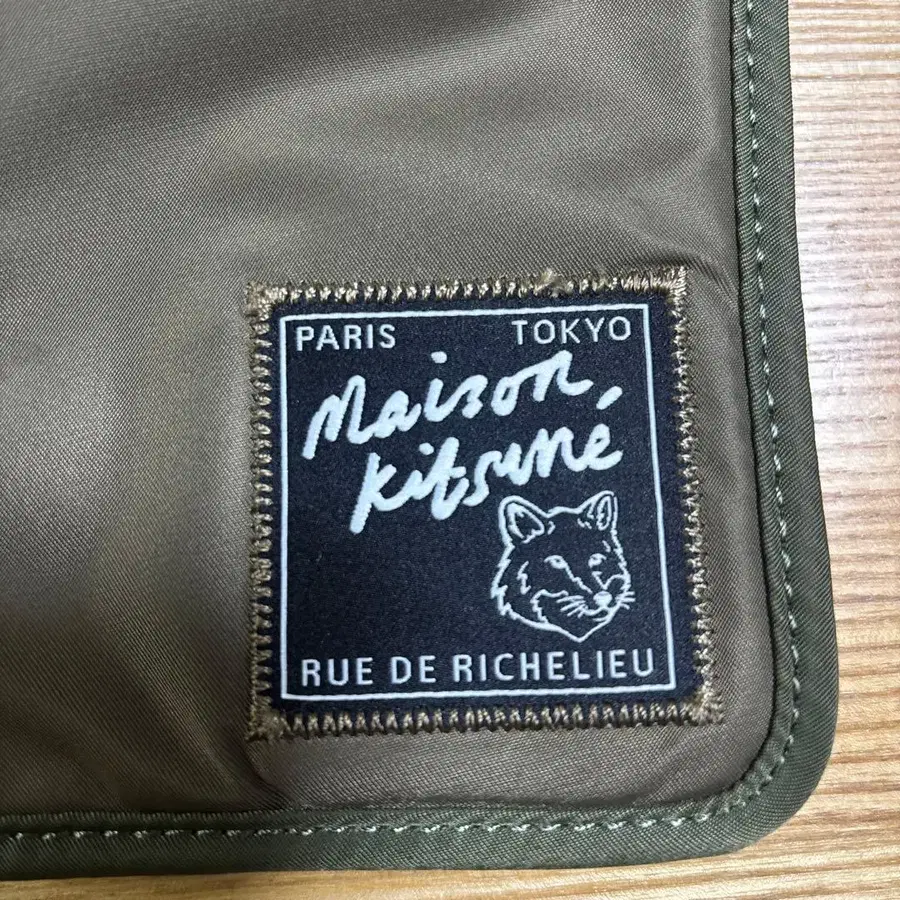 PARIS TOKYO
Maison
Kitsuné
RUE DE RICHELIEU